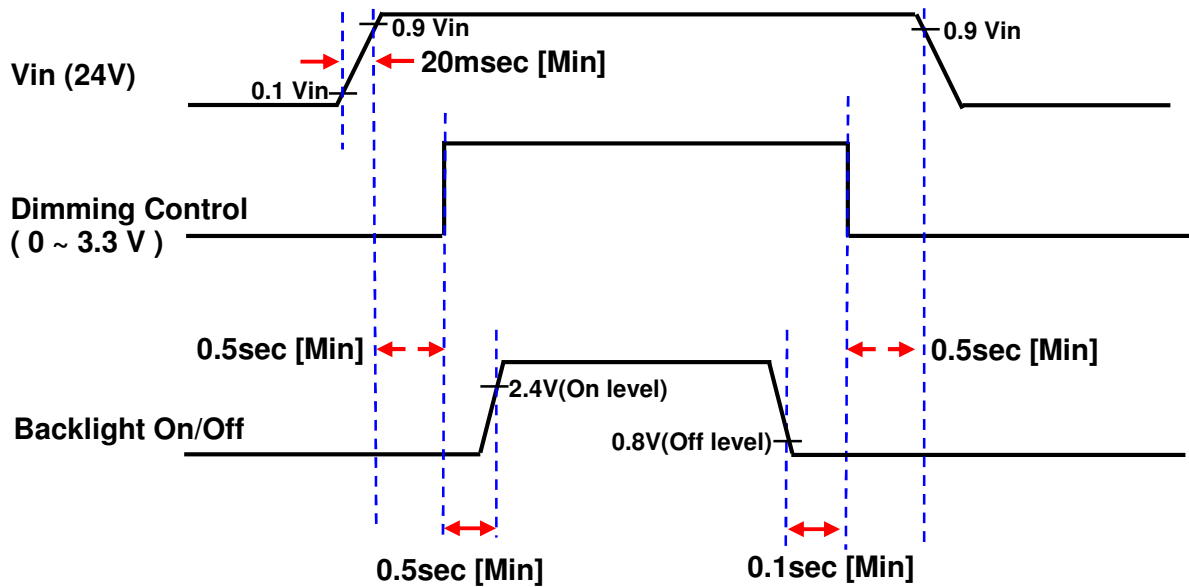 0.9 Vin
0.9 Vin
20msec [Min]
Vin (24V)
0.1 Vin
Dimming Control
( 0 ~ 3.3 V )
0.5sec [Min]
0.5sec [Min]
2.4V(On level)
Backlight On/Off
0.8V(Off level)
0.5sec [Min]
0.1sec [Min]